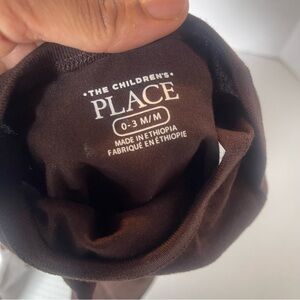 •THE CHILDREN'S•
PLACE
0-3 M/M
MADE IN ETHIOPIA
FABRIQUÉ EN ÉTHIOPIE